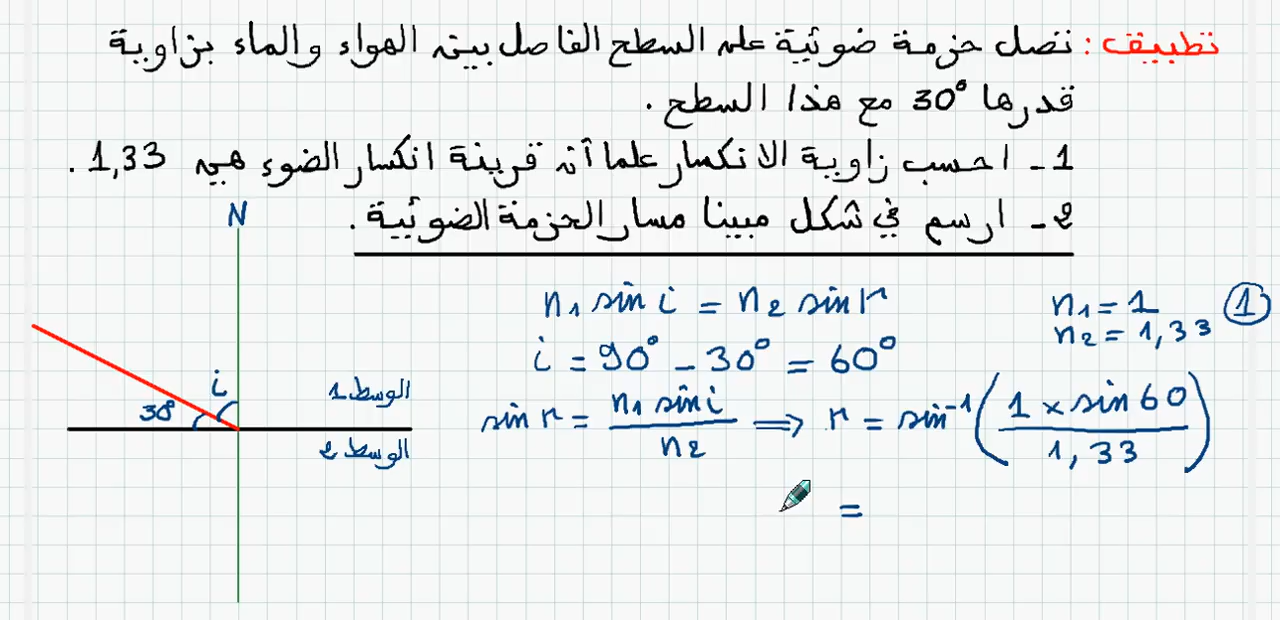 تطبيق: تصل حزمة ضوئية على السطح الفاصل بين الهواء والماء بزاوية
قدرها 30° مع هذا السطح.
1- احسب زاوية الانكسار علما أن قرينة انكسار الضوء هي 1,33.
2- ارسم في شكل مبينا مسار الحزمة الضوئية.
N
n₁ sin i = n₂ sin r
n₁ = 1 ①
n₂ = 1,33
i = 90° - 30° = 60°
i
30°
الوسط 1
الوسط 2
sin r = n₁ sin i / n₂ ⟹ r = sin⁻¹ (1 × sin 60 / 1,33)
=